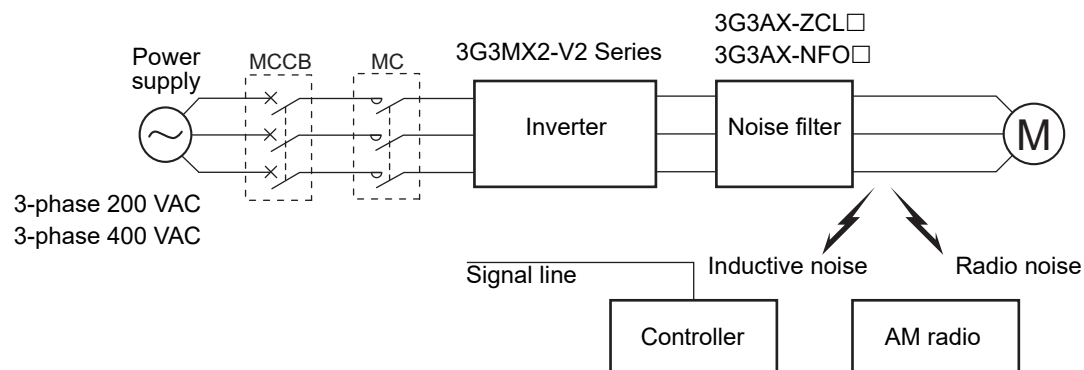 3G3AX-ZCL□
3G3AX-NFO□
Power
supply
MCCB
MC
3G3MX2-V2 Series
Inverter
Noise filter
M
3-phase 200 VAC
3-phase 400 VAC
Signal line
Inductive noise
Radio noise
Controller
AM radio